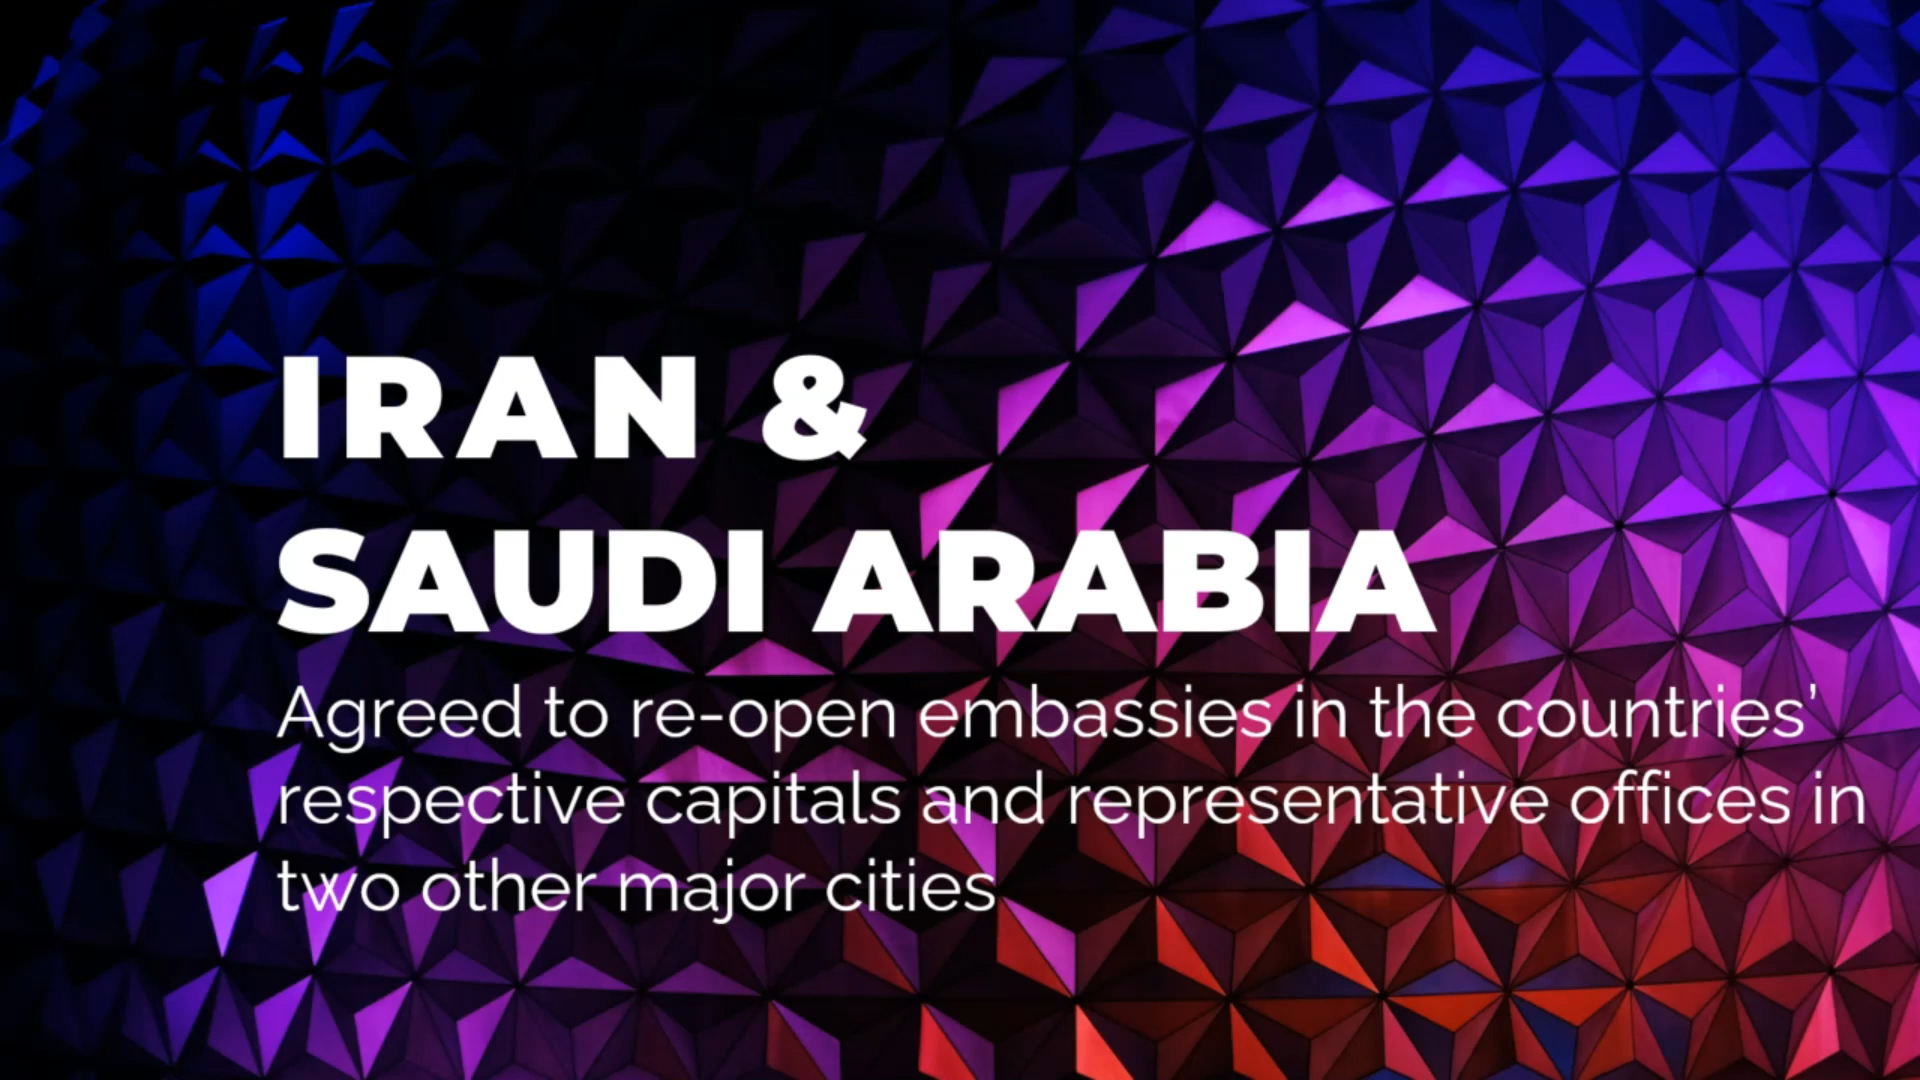 IRAN &
SAUDI ARABIA
Agreed to re-open embassies in the countries’
respective capitals and representative offices in
two other major cities